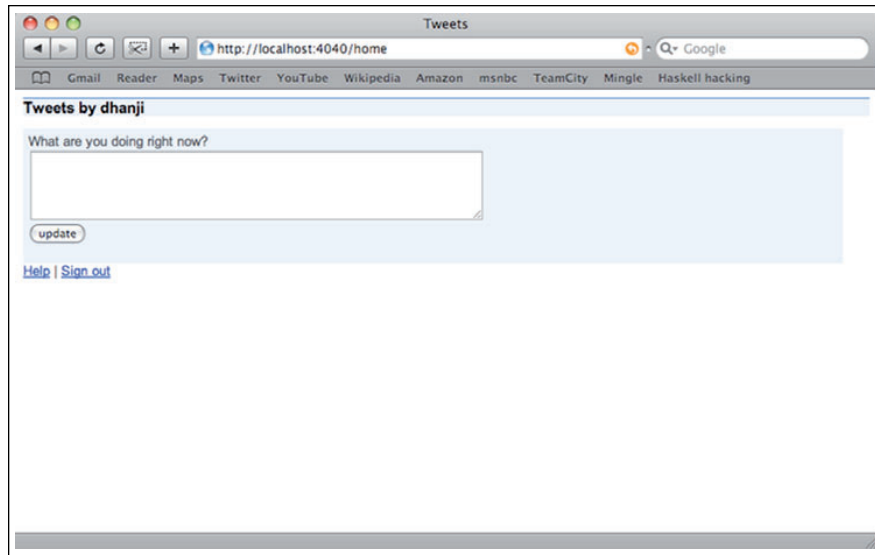 Tweets
http://localhost:4040/home
Google
Gmail Reader Maps Twitter YouTube Wikipedia Amazon msnbc TeamCity Mingle Haskell hacking
Tweets by dhanji
What are you doing right now?
update
Help | Sign out